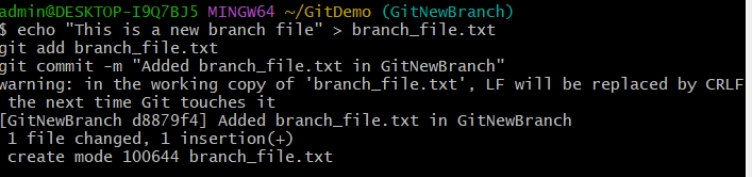 admin@DESKTOP-I9Q7BJ5 MINGW64 ~/GitDemo (GitNewBranch)
$ echo "This is a new branch file" > branch_file.txt
git add branch_file.txt
git commit -m "Added branch_file.txt in GitNewBranch"
warning: in the working copy of 'branch_file.txt', LF will be replaced by CRLF
the next time Git touches it
[GitNewBranch d8879f4] Added branch_file.txt in GitNewBranch
1 file changed, 1 insertion(+)
create mode 100644 branch_file.txt